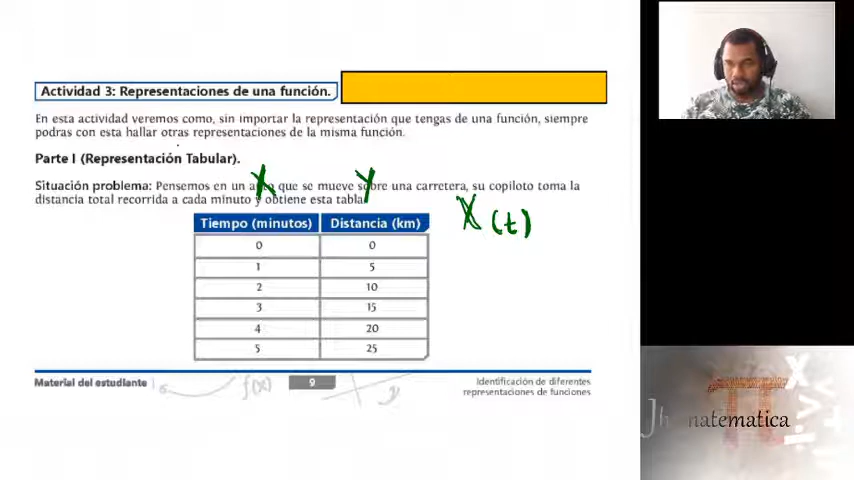 Actividad 3: Representaciones de una función.
En esta actividad veremos como, sin importar la representación que tengas de una función, siempre
podras con esta hallar otras representaciones de la misma función.
Parte I (Representación Tabular).
Situación problema: Pensemos en un auto que se mueve sobre una carretera, su copiloto toma la
distancia total recorrida a cada minuto y obtiene esta tabla
X Y
X (t)
Tiempo (minutos) Distancia (km)
0 0
1 5
2 10
3 15
4 20
5 25
Material del estudiante
f(x)
9
Identificación de diferentes
representaciones de funciones
natematica